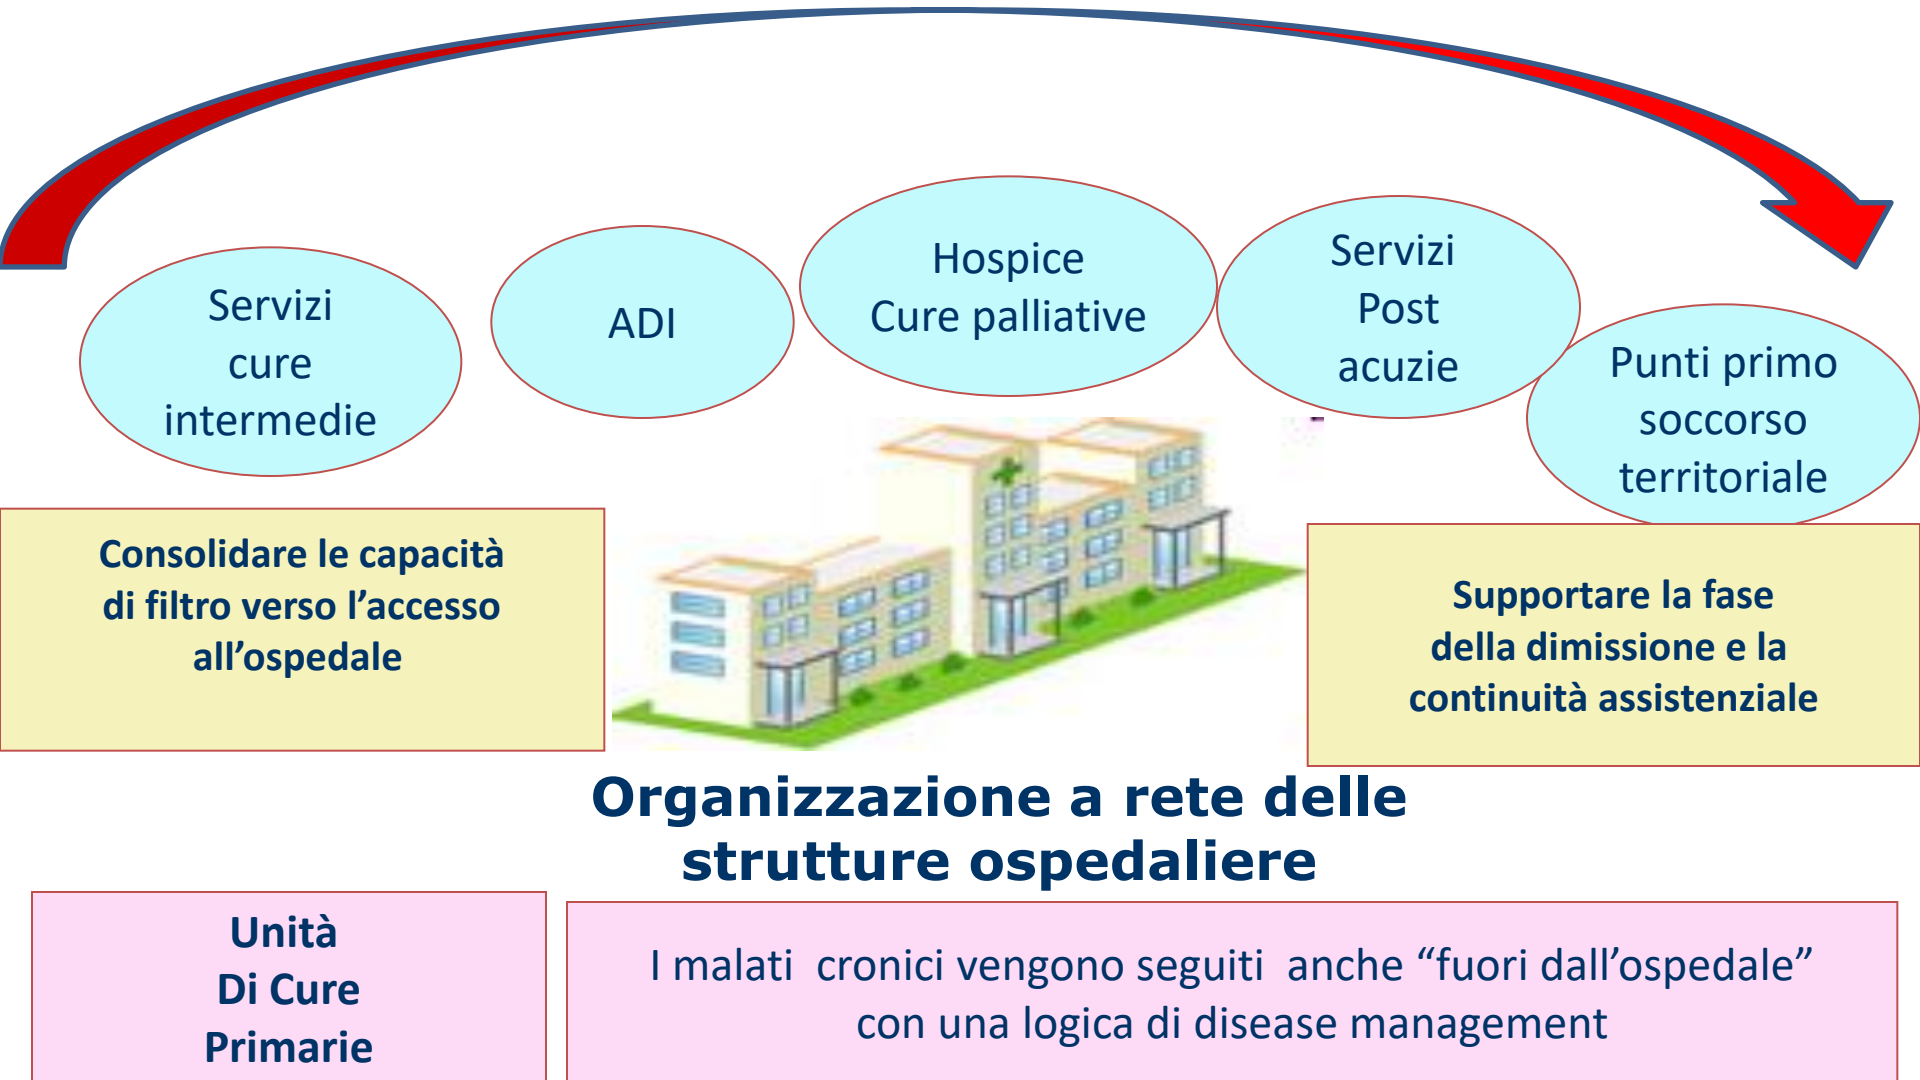 Servizi
cure
intermedie
ADI
Hospice
Cure palliative
Servizi
Post
acuzie
Punti primo
soccorso
territoriale
Consolidare le capacità
di filtro verso l’accesso
all’ospedale
Supportare la fase
della dimissione e la
continuità assistenziale
Organizzazione a rete delle
strutture ospedaliere
Unità
Di Cure
Primarie
I malati  cronici vengono seguiti  anche “fuori dall’ospedale”
con una logica di disease management